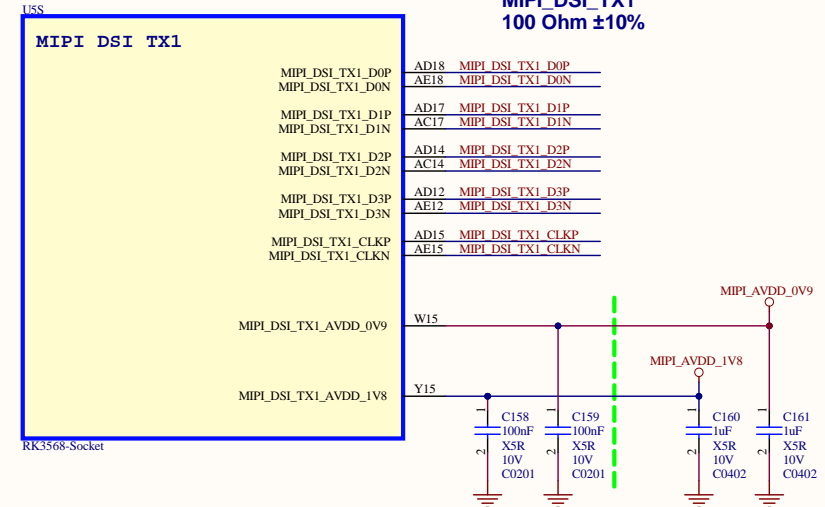 U5S
MIPI_DSI_TX1
100 Ohm ±10%
MIPI DSI TX1
MIPI_DSI_TX1_D0P AD18 MIPI_DSI_TX1_D0P
MIPI_DSI_TX1_D0N AE18 MIPI_DSI_TX1_D0N
MIPI_DSI_TX1_D1P AD17 MIPI_DSI_TX1_D1P
MIPI_DSI_TX1_D1N AC17 MIPI_DSI_TX1_D1N
MIPI_DSI_TX1_D2P AD14 MIPI_DSI_TX1_D2P
MIPI_DSI_TX1_D2N AC14 MIPI_DSI_TX1_D2N
MIPI_DSI_TX1_D3P AD12 MIPI_DSI_TX1_D3P
MIPI_DSI_TX1_D3N AE12 MIPI_DSI_TX1_D3N
MIPI_DSI_TX1_CLKP AD15 MIPI_DSI_TX1_CLKP
MIPI_DSI_TX1_CLKN AE15 MIPI_DSI_TX1_CLKN
MIPI_AVDD_0V9
MIPI_DSI_TX1_AVDD_0V9 W15
MIPI_AVDD_1V8
MIPI_DSI_TX1_AVDD_1V8 Y15
1 C158 1 C159 1 C160 1 C161
100nF 100nF 1uF 1uF
2 X5R 2 X5R 2 X5R 2 X5R
10V 10V 10V 10V
C0201 C0201 C0402 C0402
RK3568-Socket